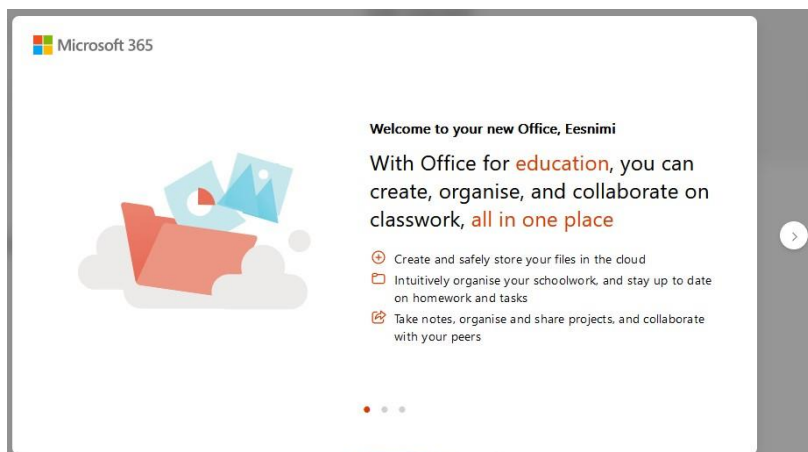 Microsoft 365
Welcome to your new Office, Eesnimi
With Office for education, you can
create, organise, and collaborate on
classwork, all in one place
Create and safely store your files in the cloud
Intuitively organise your schoolwork, and stay up to date
on homework and tasks
Take notes, organise and share projects, and collaborate
with your peers